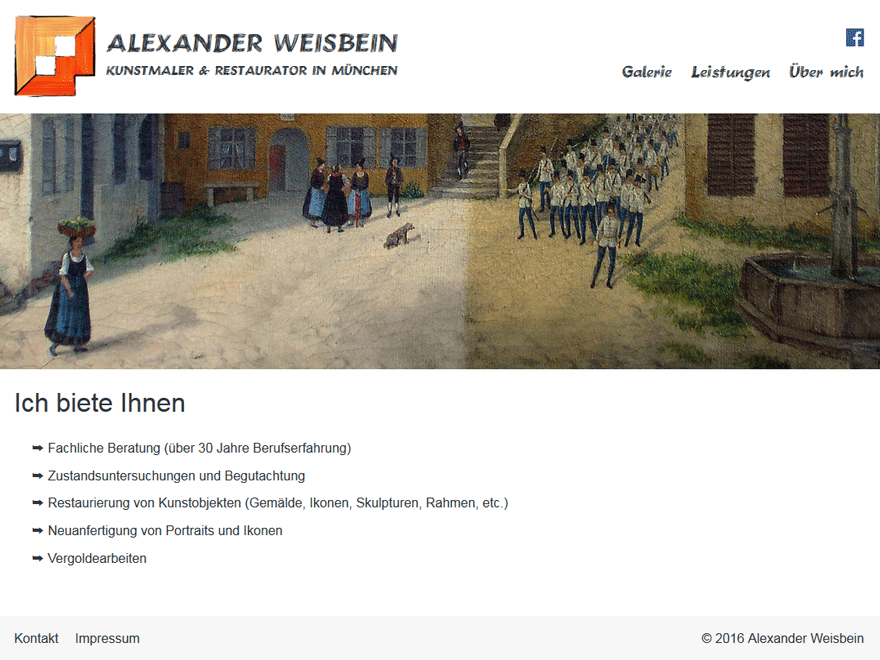 ALEXANDER WEISBEIN
KUNSTMALER & RESTAURATOR IN MÜNCHEN
Galerie Leistungen Über mich
Ich biete Ihnen
➥ Fachliche Beratung (über 30 Jahre Berufserfahrung)
➥ Zustandsuntersuchungen und Begutachtung
➥ Restaurierung von Kunstobjekten (Gemälde, Ikonen, Skulpturen, Rahmen, etc.)
➥ Neuanfertigung von Portraits und Ikonen
➥ Vergoldearbeiten
Kontakt Impressum © 2016 Alexander Weisbein